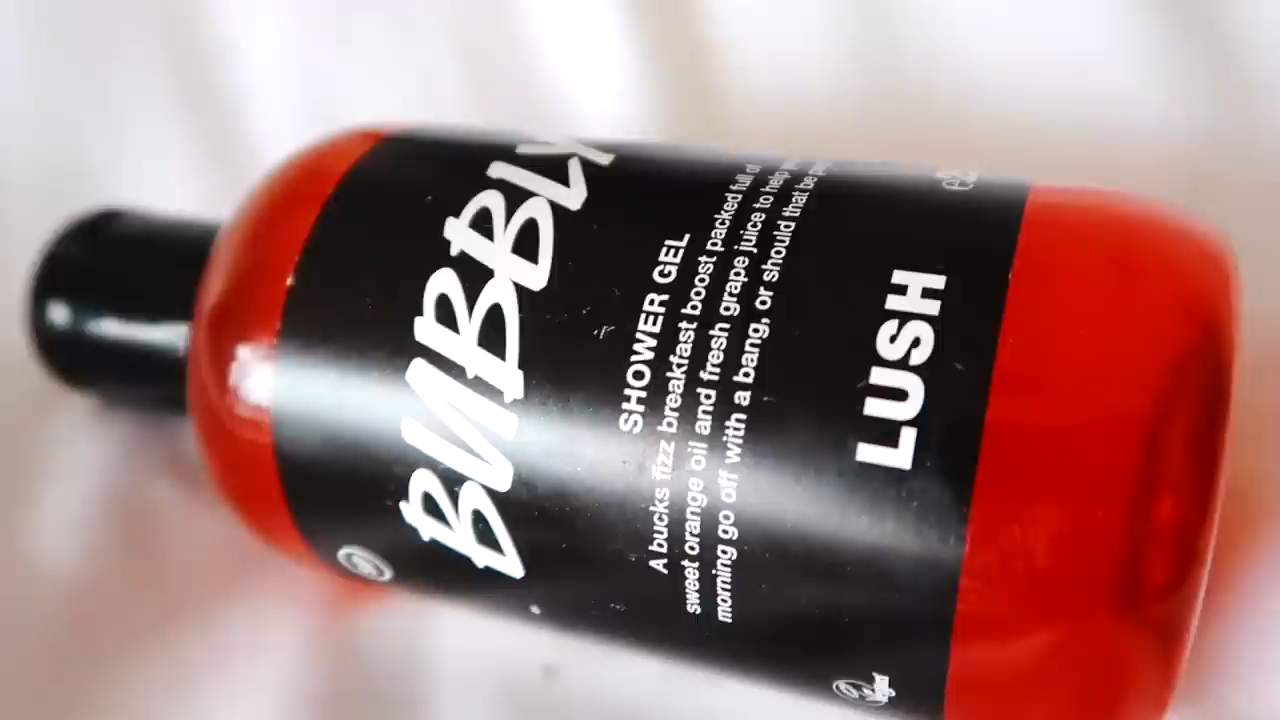 BUBBLY
SHOWER GEL
A bucks fizz breakfast boost packed full of
sweet orange oil and fresh grape juice to help
morning go off with a bang, or should that be
LUSH